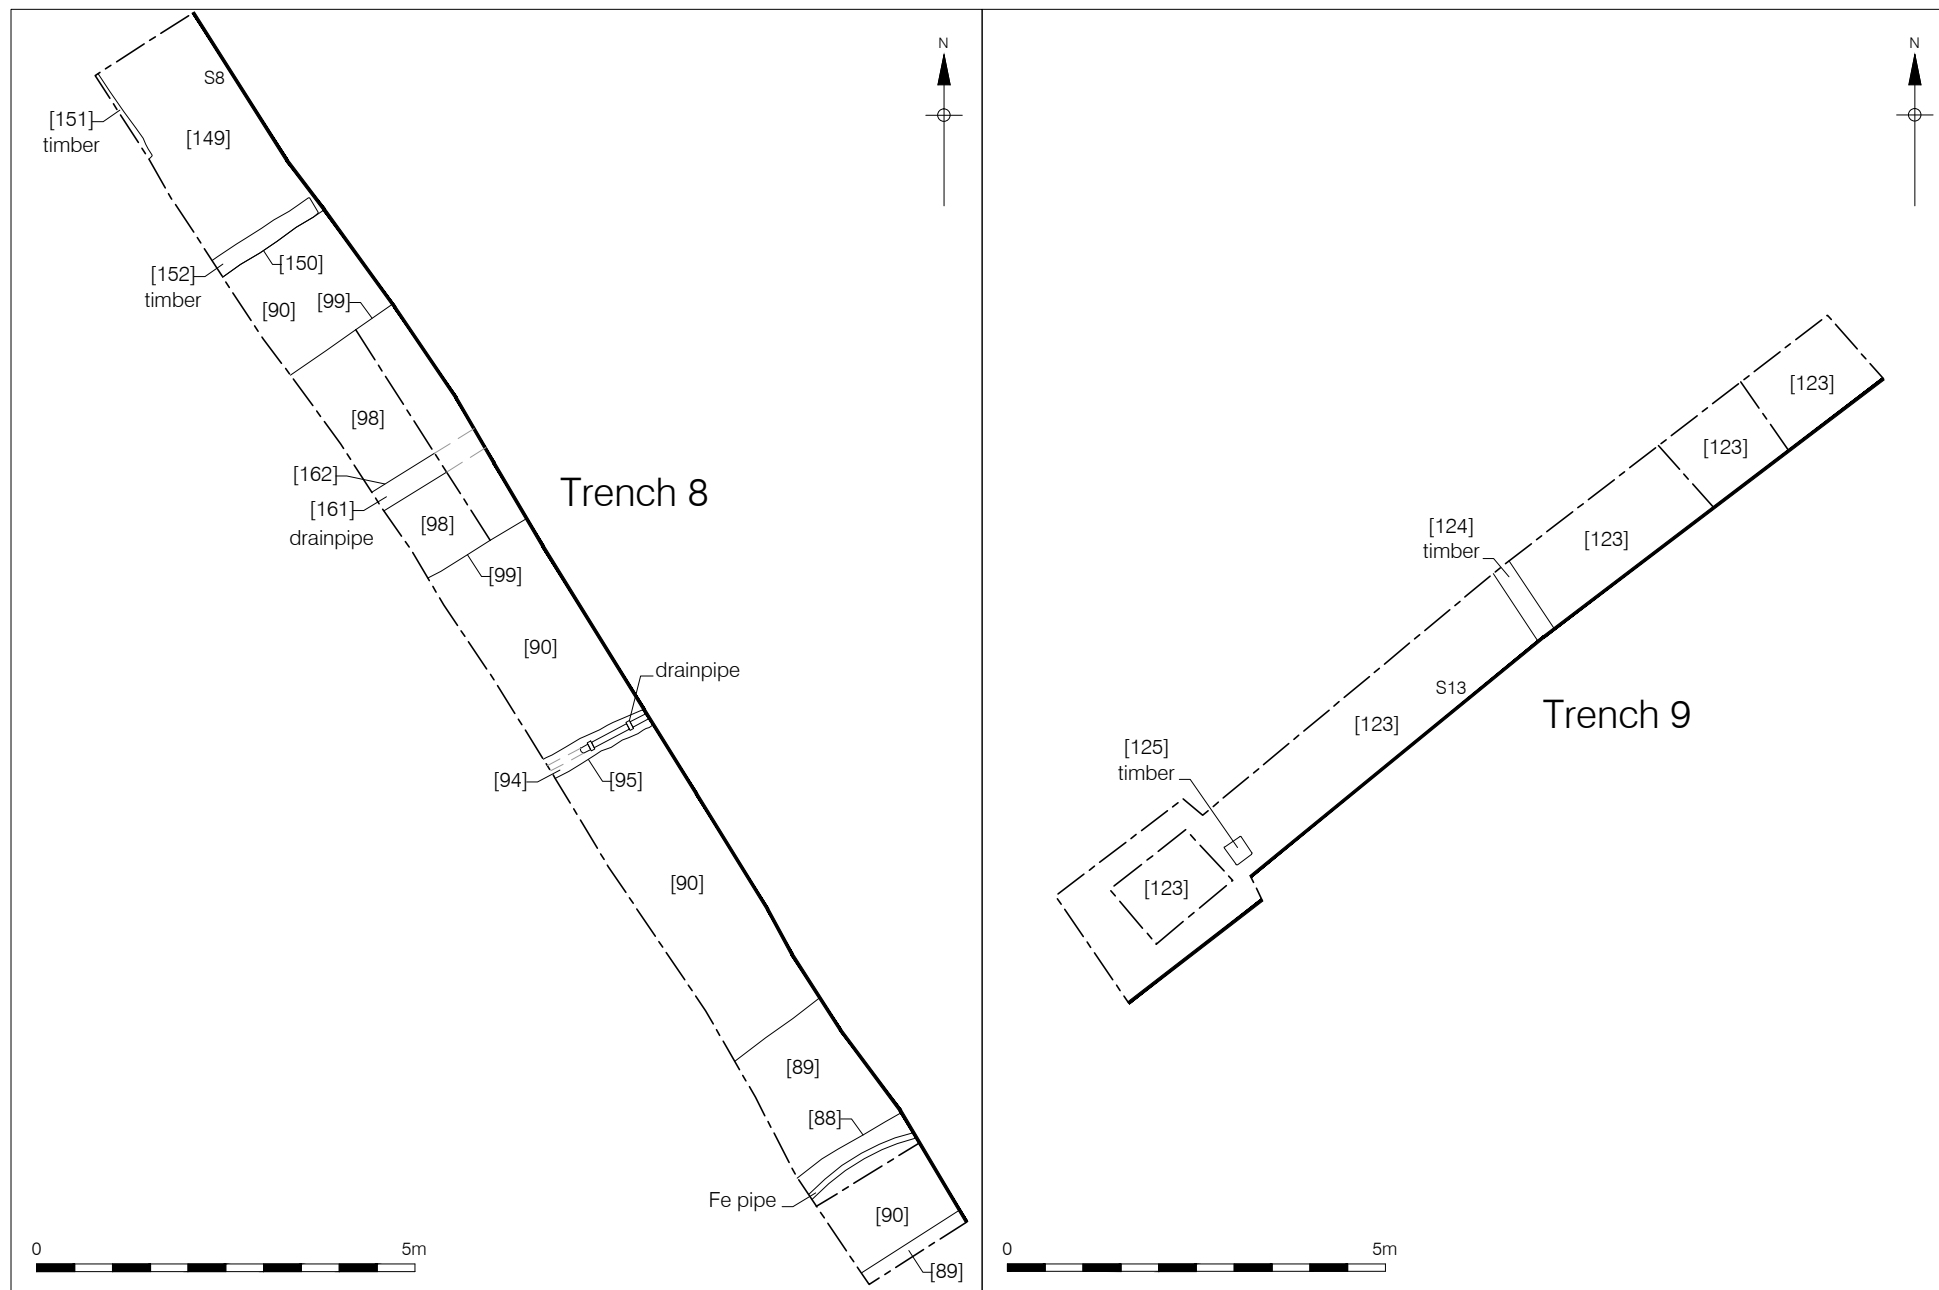 N
S8
[151]
timber
[149]
[152]
timber
[150]
[90]
[99]
[98]
[162]
[161]
drainpipe
[98]
[99]
Trench 8
[90]
drainpipe
[94]
[95]
[90]
[89]
[88]
Fe pipe
[90]
[89]
0
5m
N
[123]
[123]
[124]
timber
[123]
S13
Trench 9
[123]
[125]
timber
[123]
0
5m